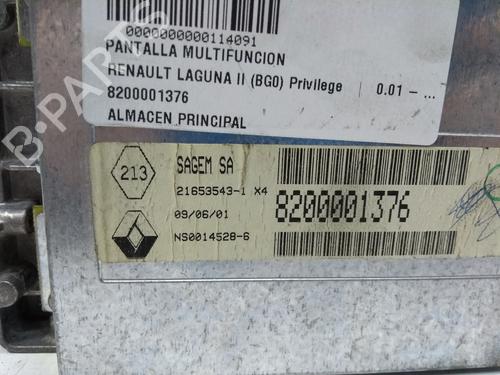 0000000000114091
PANTALLA MULTIFUNCION
RENAULT LAGUNA II (BG0) Privilege | 0.01 – ...
8200001376
ALMACEN PRINCIPAL
213
SAGEM SA
21653543-1 X4
09/06/01
NS0014528-6
8200001376
B-PARTS